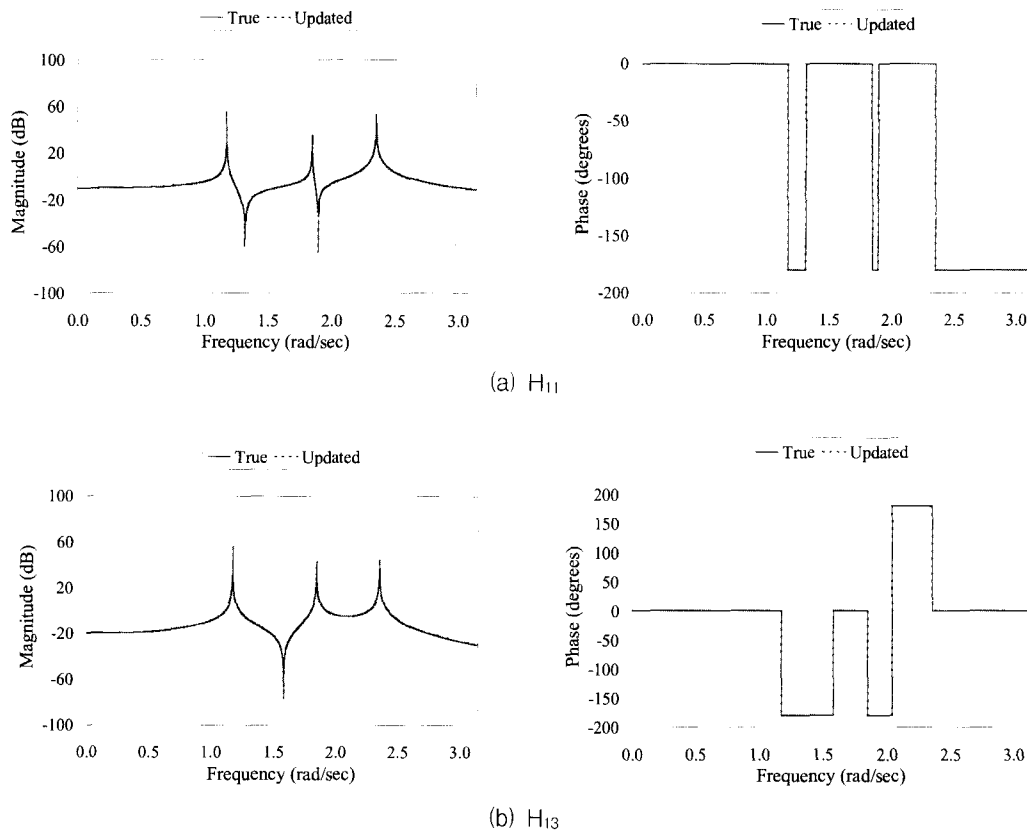 True Updated
100
60
20
-20
-60
-100
Magnitude (dB)
0.0 0.5 1.0 1.5 2.0 2.5 3.0
Frequency (rad/sec)
True Updated
0
-50
-100
-150
-200
Phase (degrees)
0.0 0.5 1.0 1.5 2.0 2.5 3.0
Frequency (rad/sec)
(a) H₁₁
True Updated
100
60
20
-20
-60
-100
Magnitude (dB)
0.0 0.5 1.0 1.5 2.0 2.5 3.0
Frequency (rad/sec)
True Updated
200
150
100
50
0
-50
-100
-150
-200
Phase (degrees)
0.0 0.5 1.0 1.5 2.0 2.5 3.0
Frequency (rad/sec)
(b) H₁₃